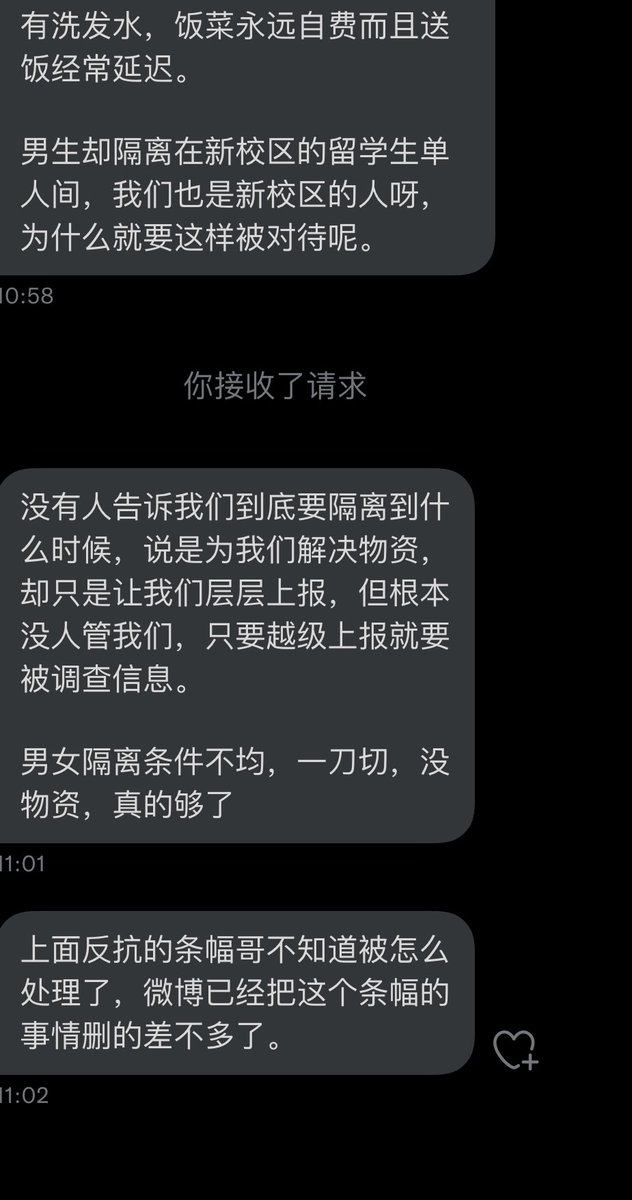 有洗发水，饭菜永远自费而且送
饭经常延迟。
男生却隔离在新校区的留学生单
人间，我们也是新校区的人呀，
为什么就要这样被对待呢。
10:58
你接收了请求
没有人告诉我们到底要隔离到什
么时候，说是为我们解决物资，
却只是让我们层层上报，但根本
没人管我们，只要越级上报就要
被调查信息。
男女隔离条件不均，一刀切，没
物资，真的够了
11:01
上面反抗的条幅哥不知道被怎么
处理了，微博已经把这个条幅的
事情删的差不多了。
11:02